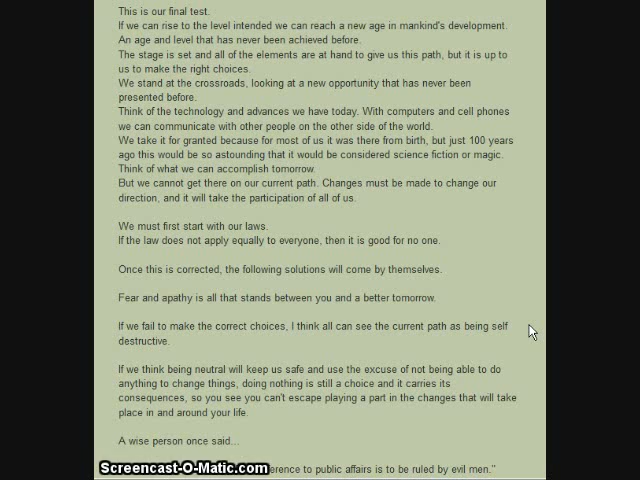 This is our final test.
If we can rise to the level intended we can reach a new age in mankind's development.
An age and level that has never been achieved before.
The stage is set and all of the elements are at hand to give us this path, but it is up to
us to make the right choices.
We stand at the crossroads, looking at a new opportunity that has never been
presented before.
Think of the technology and advances we have today. With computers and cell phones
we can communicate with other people on the other side of the world.
We take it for granted because for most of us it was there from birth, but just 100 years
ago this would be so astounding that it would be considered science fiction or magic.
Think of what we can accomplish tomorrow.
But we cannot get there on our current path. Changes must be made to change our
direction, and it will take the participation of all of us.
We must first start with our laws.
If the law does not apply equally to everyone, then it is good for no one.
Once this is corrected, the following solutions will come by themselves.
Fear and apathy is all that stands between you and a better tomorrow.
If we fail to make the correct choices, I think all can see the current path as being self
destructive.
If we think being neutral will keep us safe and use the excuse of not being able to do
anything to change things, doing nothing is still a choice and it carries its
consequences, so you see you can't escape playing a part in the changes that will take
place in and around your life.
A wise person once said...
Screencast-O-Matic.com erence to public affairs is to be ruled by evil men."